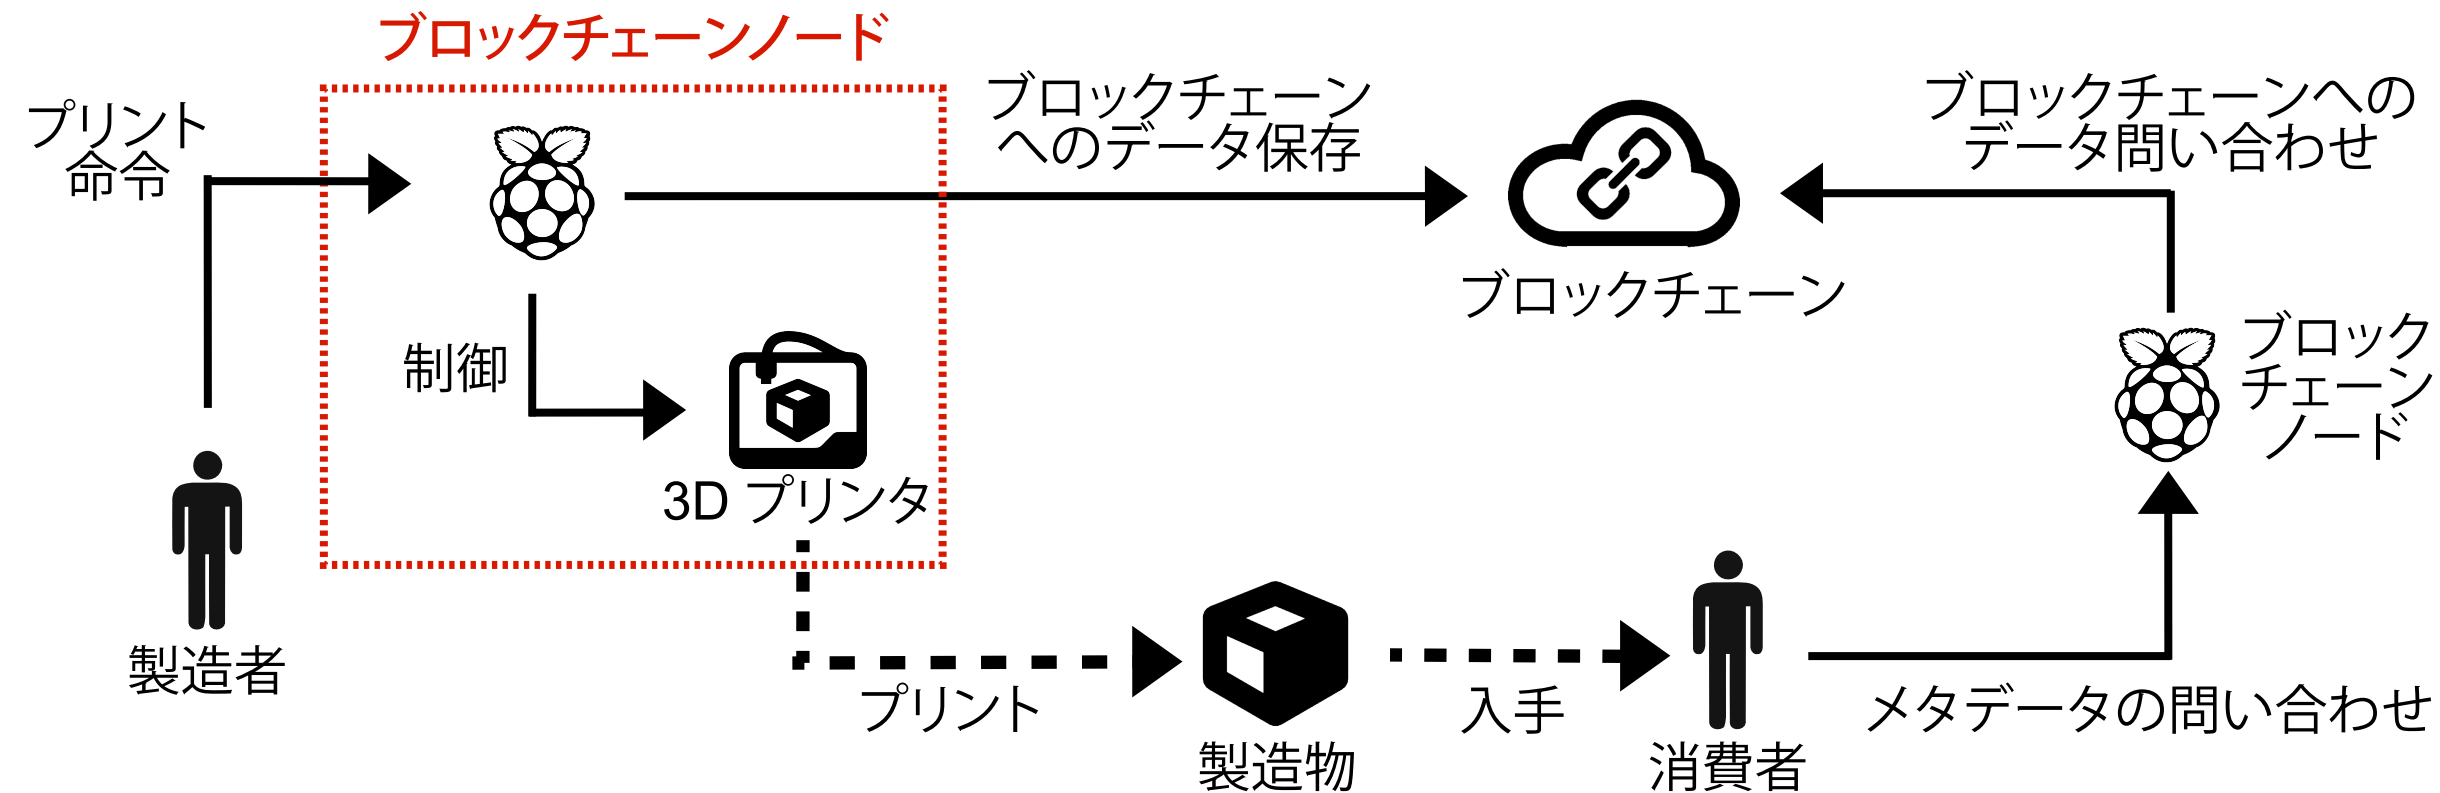 ブロックチェーンノード
プリント
命令
ブロックチェーン
へのデータ保存
ブロックチェーンへの
データ問い合わせ
ブロックチェーン
制御
3D プリンタ
ブロック
チェーン
ノード
製造者
プリント
製造物
入手
消費者
メタデータの問い合わせ